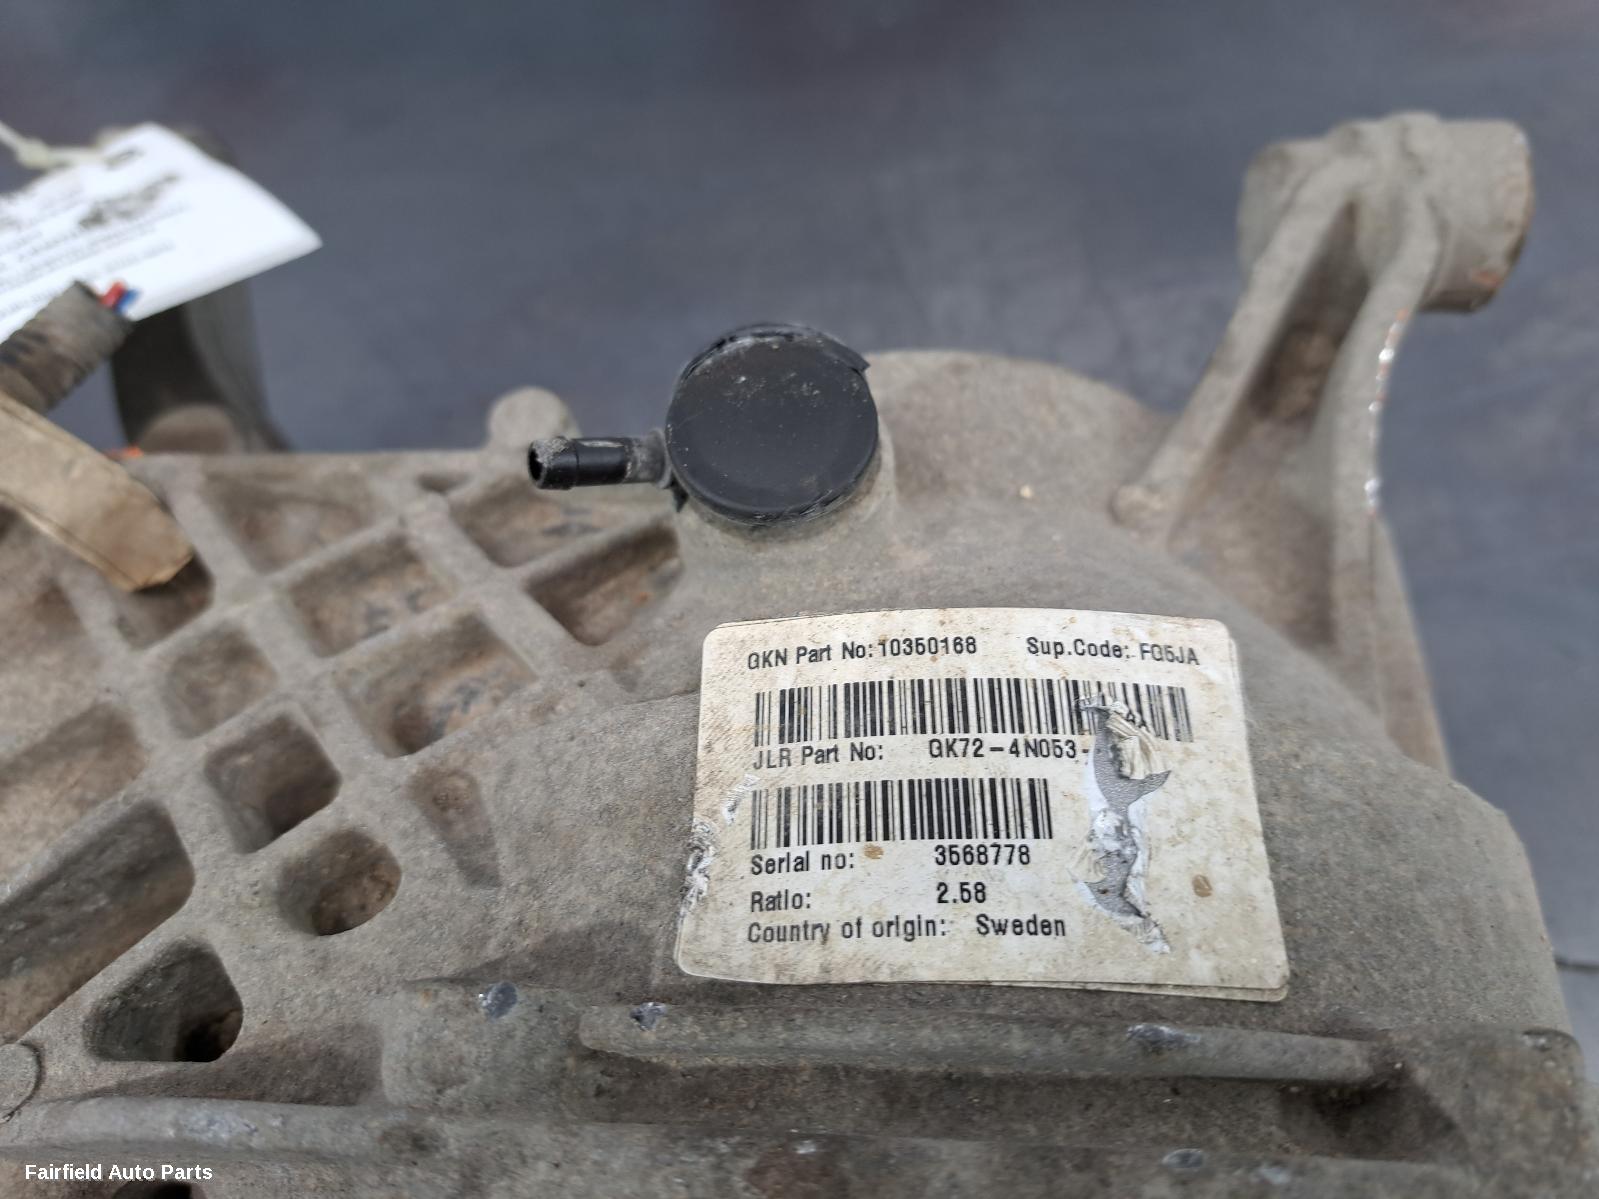 GKN Part No: 10350168 Sup.Code: FG5JA
JLR Part No: GK72-4N053-
Serial no: 3568778
Ratio: 2.58
Country of origin: Sweden
Fairfield Auto Parts